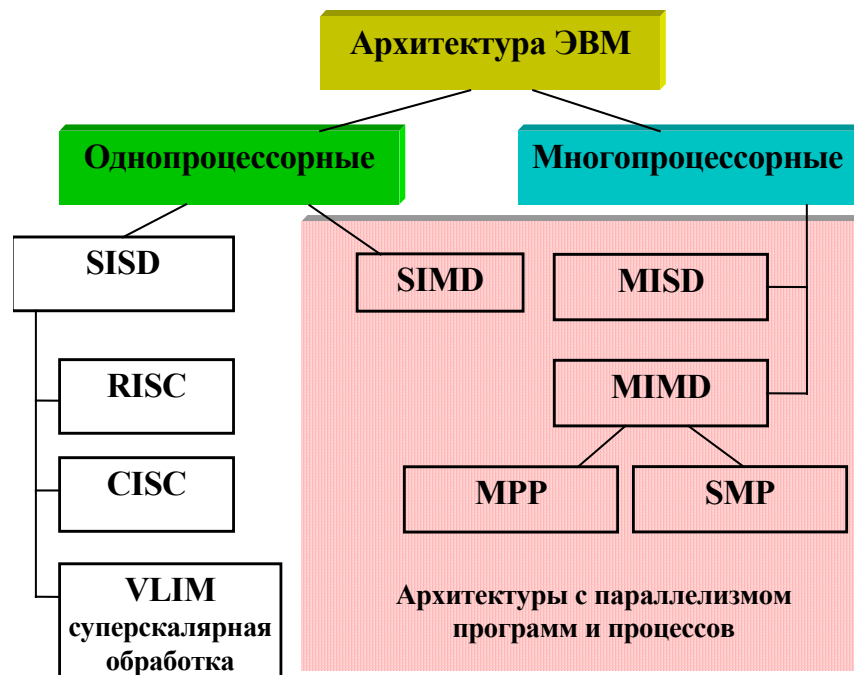 Архитектура ЭВМ
Однопроцессорные
Многопроцессорные
SISD
SIMD
MISD
RISC
MIMD
CISC
MPP
SMP
VLIM
суперскалярная
обработка
Архитектуры с параллелизмом
программ и процессов